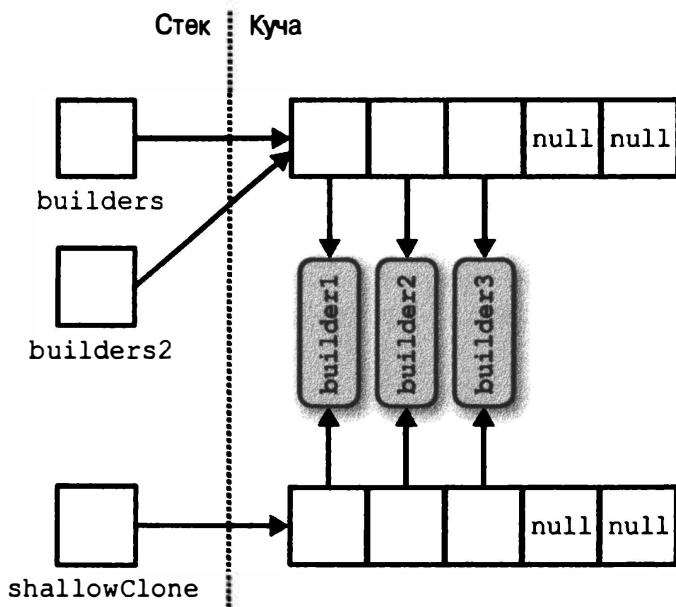 Стек Куча
null null
builders
builder1 builder2 builder3
builders2
null null
shallowClone